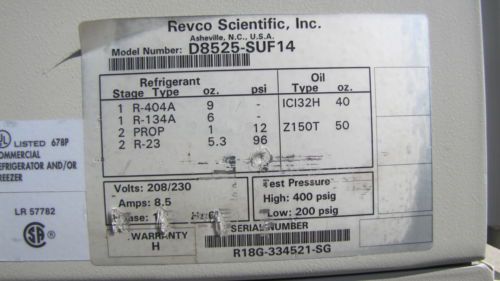 Revco Scientific, Inc.
Asheville, N.C., U.S.A.
Model Number: D8525-SUF14
Refrigerant Oil
Stage Type oz. psi Type oz.
1 R-404A 9 - ICI32H 40
1 R-134A 6 -
2 PROP 1 12 Z150T 50
2 R-23 5.3 96
Volts: 208/230
Amps: 8.5
WARRANTY
H
Test Pressure
High: 400 psig
Low: 200 psig
SERIAL NUMBER
R18G-334521-SG
UL LISTED 678P
COMMERCIAL
REFRIGERATOR AND/OR
FREEZER
LR 57782